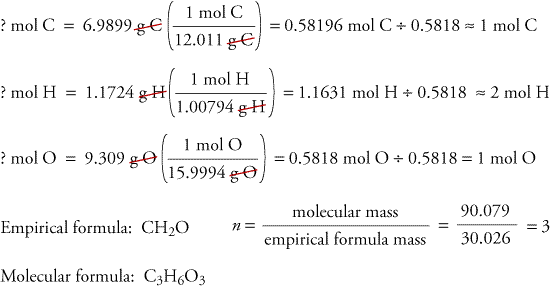 ? mol C = 6.9899 g C (1 mol C / 12.011 g C) = 0.58196 mol C ÷ 0.5818 ≈ 1 mol C
? mol H = 1.1724 g H (1 mol H / 1.00794 g H) = 1.1631 mol H ÷ 0.5818 ≈ 2 mol H
? mol O = 9.309 g O (1 mol O / 15.9994 g O) = 0.5818 mol O ÷ 0.5818 = 1 mol O
Empirical formula: CH₂O n = molecular mass / empirical formula mass = 90.079 / 30.026 = 3
Molecular formula: C₃H₆O₃